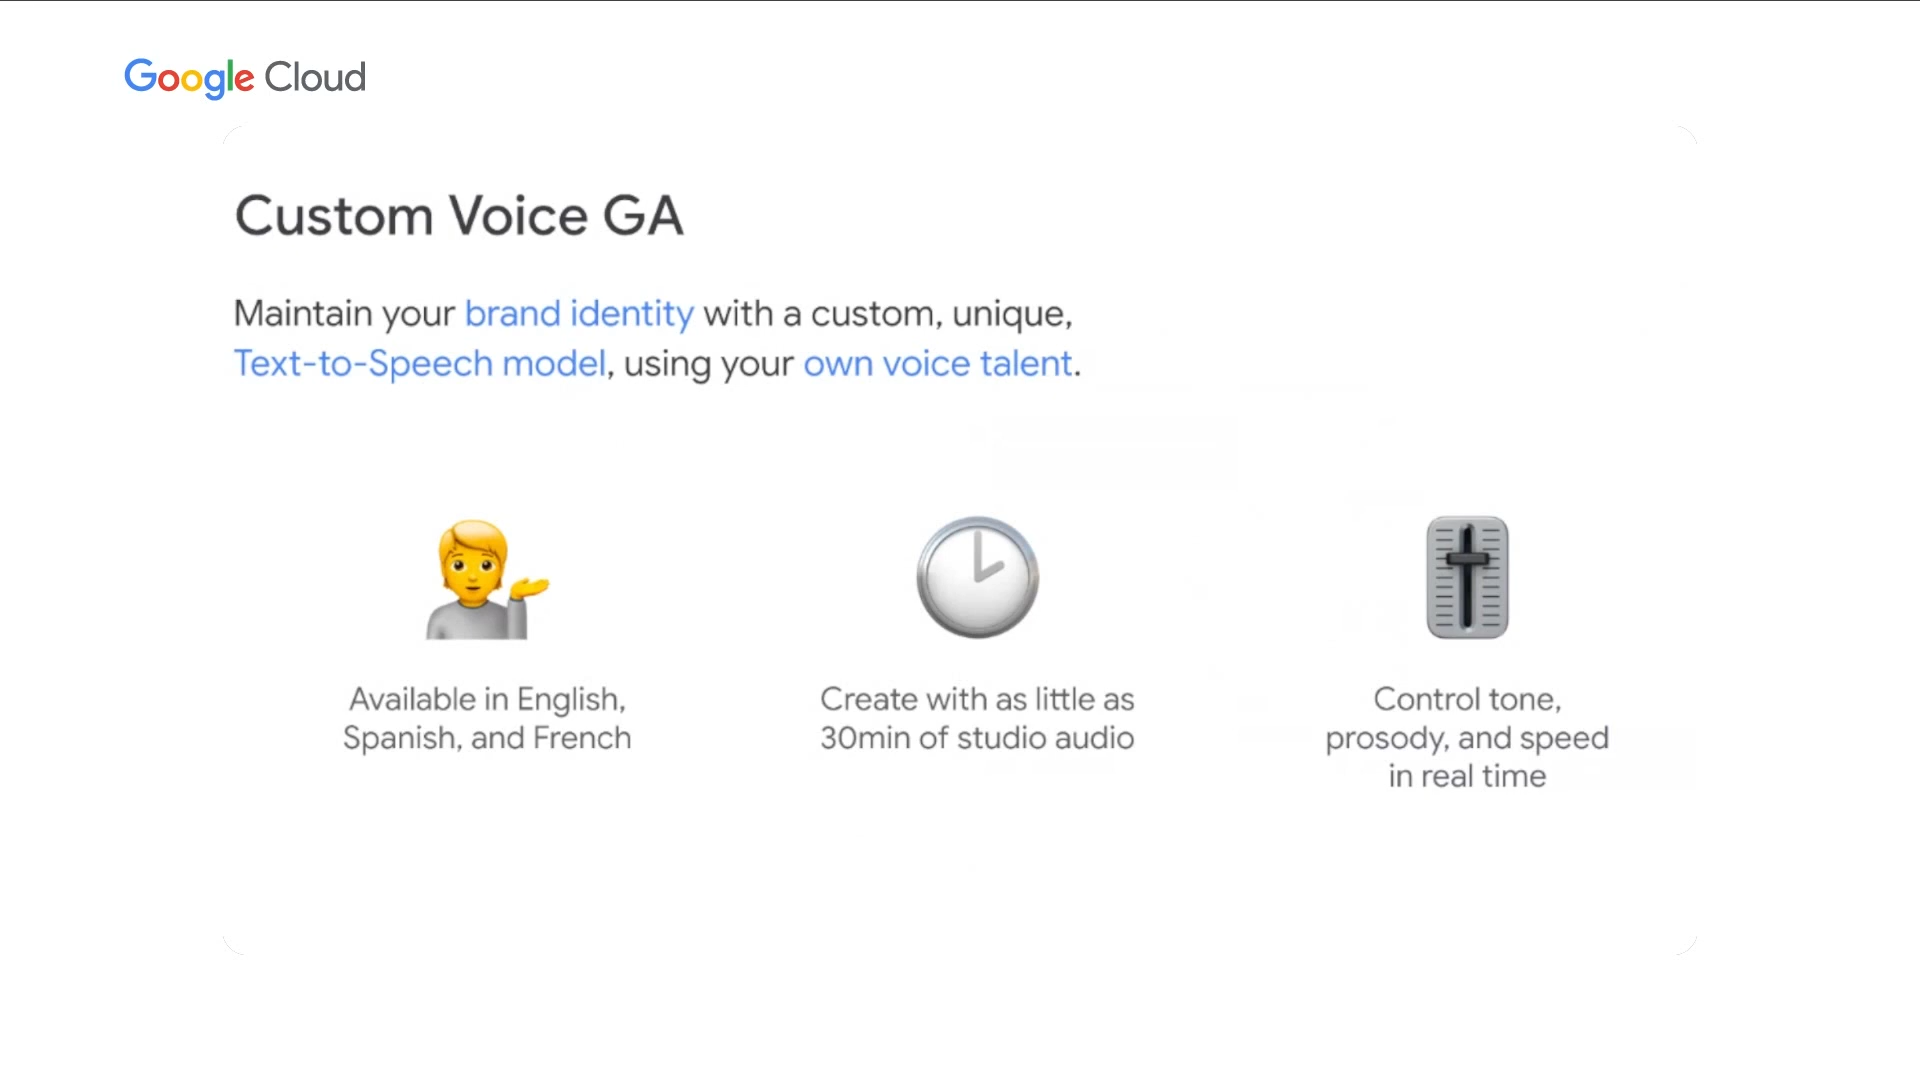 Google Cloud
Custom Voice GA
Maintain your brand identity with a custom, unique,
Text-to-Speech model, using your own voice talent.
Available in English,
Spanish, and French
Create with as little as
30min of studio audio
Control tone,
prosody, and speed
in real time